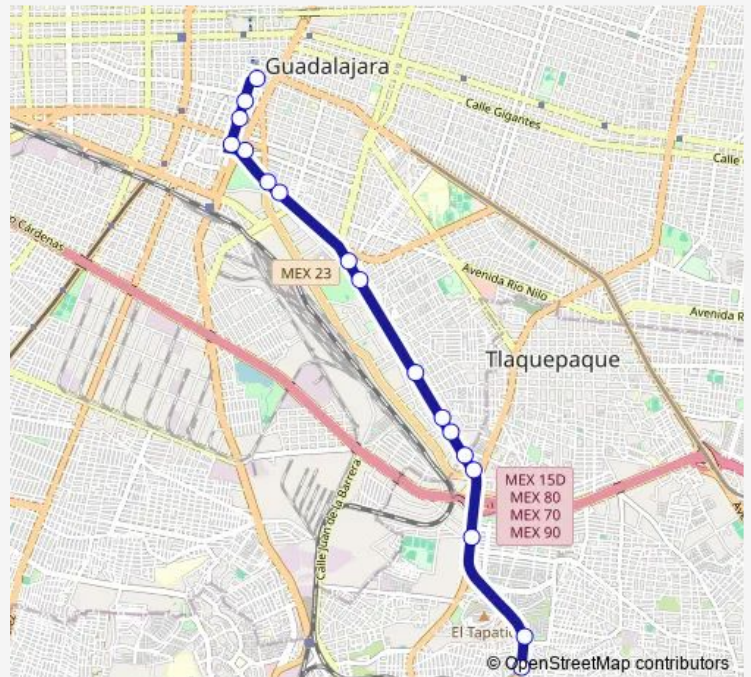 Guadalajara
Calle Gigantes
Calle
Cárdenas
MEX 23
Avenida Río Nilo
Avenida R
Tlaquepaque
MEX 15D
MEX 80
MEX 70
MEX 90
Calle Juan de la Barrera
El Tapatí
© OpenStreetMap contributors